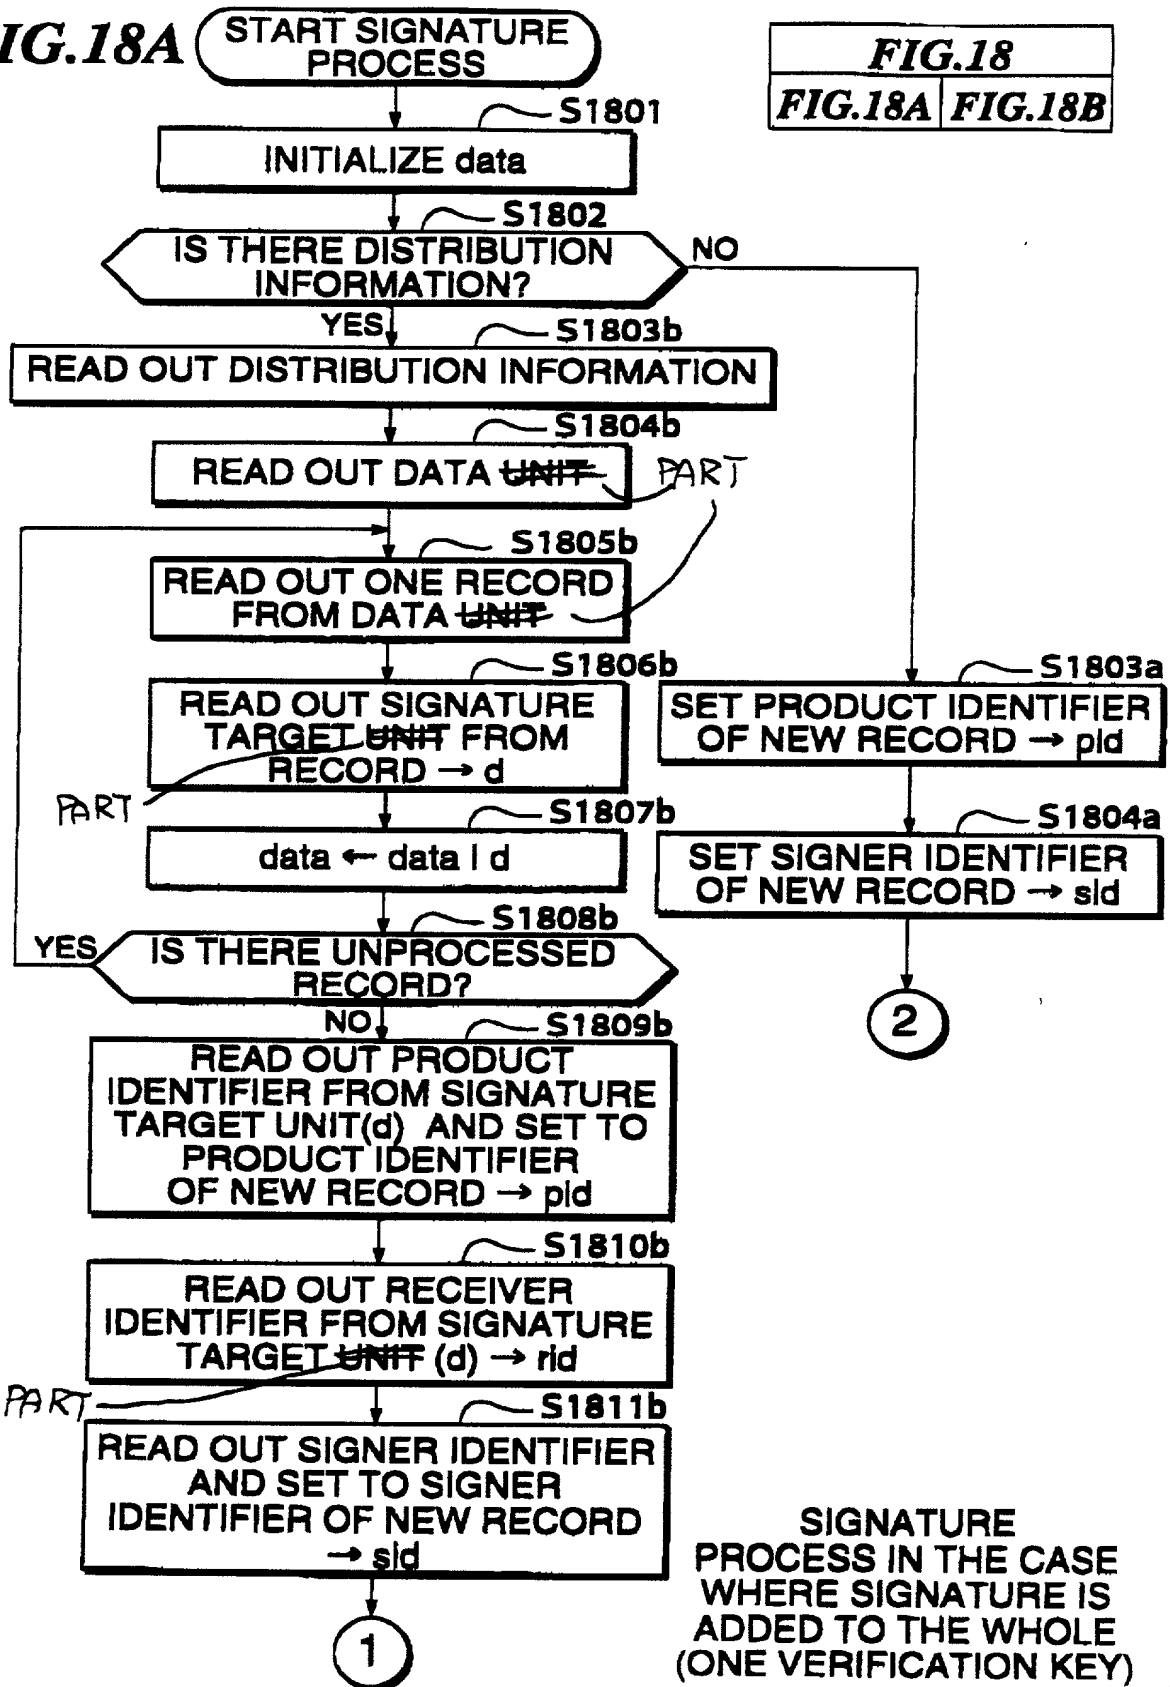 IG.18A
START SIGNATURE
PROCESS
FIG.18
FIG.18A FIG.18B
S1801
INITIALIZE data
S1802
IS THERE DISTRIBUTION
INFORMATION?
NO
YES
S1803b
READ OUT DISTRIBUTION INFORMATION
S1804b
READ OUT DATA UNIT
PART
S1805b
READ OUT ONE RECORD
FROM DATA UNIT
S1806b
READ OUT SIGNATURE
TARGET UNIT FROM
RECORD → d
PART
S1807b
data ← data | d
S1808b
YES
IS THERE UNPROCESSED
RECORD?
NO
S1809b
READ OUT PRODUCT
IDENTIFIER FROM SIGNATURE
TARGET UNIT(d) AND SET TO
PRODUCT IDENTIFIER
OF NEW RECORD → pid
S1810b
READ OUT RECEIVER
IDENTIFIER FROM SIGNATURE
TARGET UNIT (d) → rid
PART
S1811b
READ OUT SIGNER IDENTIFIER
AND SET TO SIGNER
IDENTIFIER OF NEW RECORD
→ sid
1
S1803a
SET PRODUCT IDENTIFIER
OF NEW RECORD → pid
S1804a
SET SIGNER IDENTIFIER
OF NEW RECORD → sid
2
SIGNATURE
PROCESS IN THE CASE
WHERE SIGNATURE IS
ADDED TO THE WHOLE
(ONE VERIFICATION KEY)